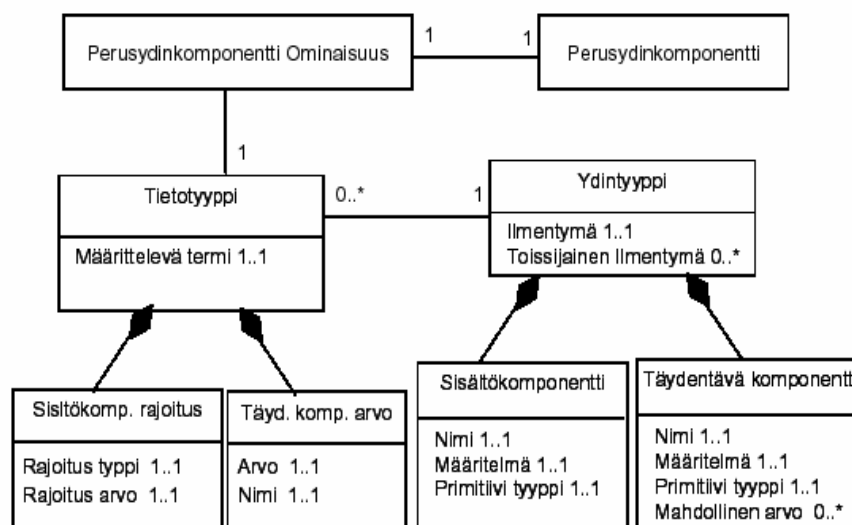 Perusydinkomponentti Ominaisuus
1
1
Perusydinkomponentti
1
Tietotyyppi
Määrittelevä termi 1..1
0..*
1
Ydintyyppi
Ilmentymä 1..1
Toissijainen Ilmentymä 0..*
Sisltökomp. rajoitus
Rajoitus typpi 1..1
Rajoitus arvo 1..1
Täyd. komp. arvo
Arvo 1..1
Nimi 1..1
Sisältökomponentti
Nimi 1..1
Määritelmä 1..1
Primitiivi tyyppi 1..1
Täydentävä komponentt
Nimi 1..1
Määritelmä 1..1
Primitiivi tyyppi 1..1
Mahdollinen arvo 0..*